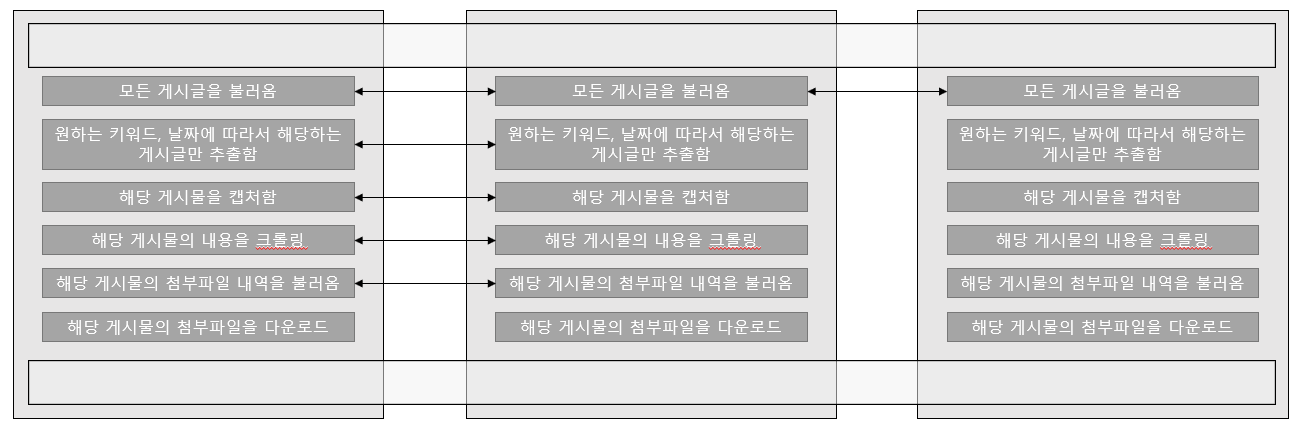 모든 게시글을 불러옴
원하는 키워드, 날짜에 따라서 해당하는
게시글만 추출함
해당 게시물을 캡처함
해당 게시물의 내용을 크롤링
해당 게시물의 첨부파일 내역을 불러옴
해당 게시물의 첨부파일을 다운로드
모든 게시글을 불러옴
원하는 키워드, 날짜에 따라서 해당하는
게시글만 추출함
해당 게시물을 캡처함
해당 게시물의 내용을 크롤링
해당 게시물의 첨부파일 내역을 불러옴
해당 게시물의 첨부파일을 다운로드
모든 게시글을 불러옴
원하는 키워드, 날짜에 따라서 해당하는
게시글만 추출함
해당 게시물을 캡처함
해당 게시물의 내용을 크롤링
해당 게시물의 첨부파일 내역을 불러옴
해당 게시물의 첨부파일을 다운로드